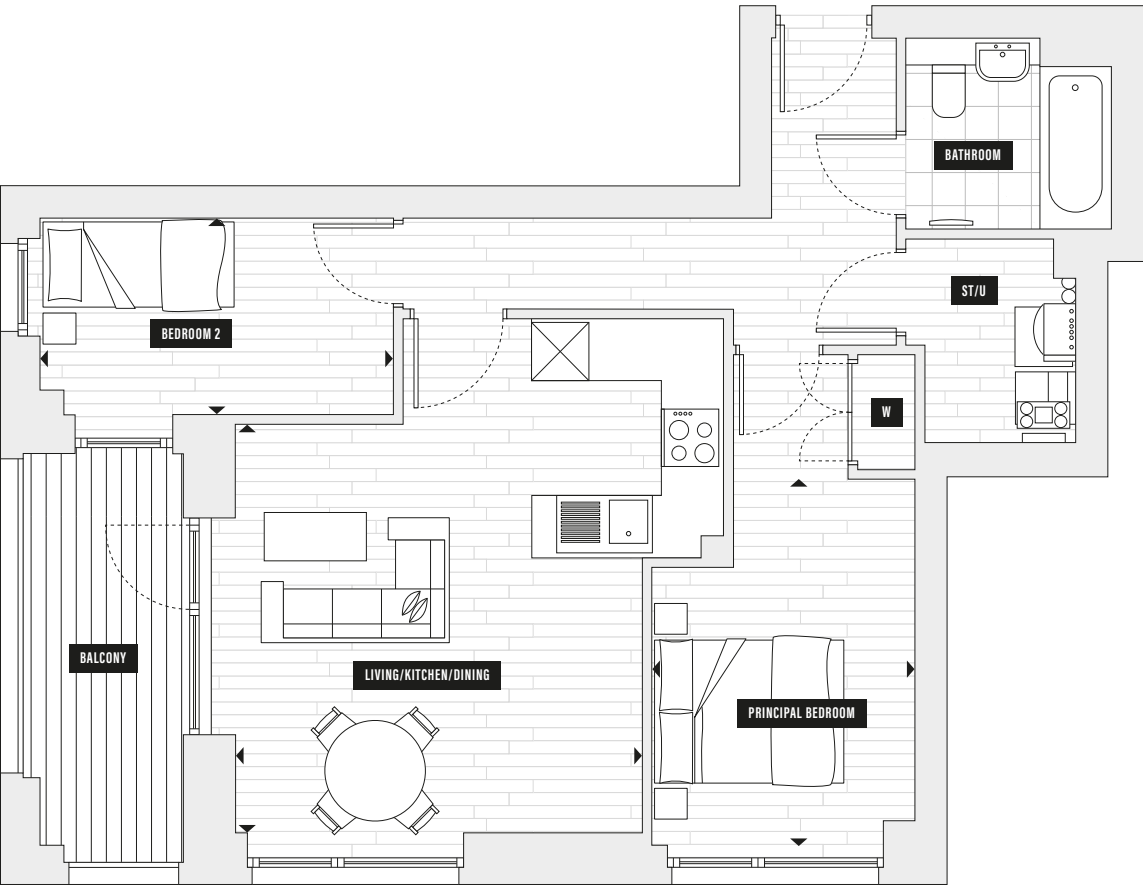 BATHROOM
ST/U
BEDROOM 2
W
BALCONY
LIVING/KITCHEN/DINING
PRINCIPAL BEDROOM